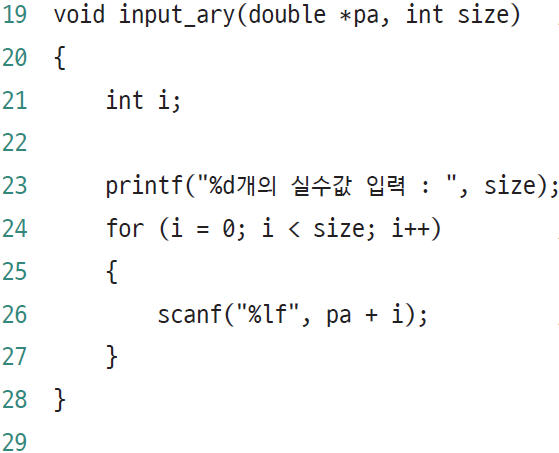 19 void input_ary(double *pa, int size)
20 {
21     int i;
22
23     printf("%d개의 실수값 입력 : ", size);
24     for (i = 0; i < size; i++)
25     {
26         scanf("%lf", pa + i);
27     }
28 }
29